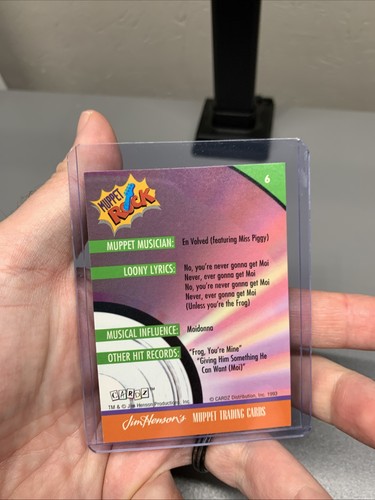 6
MUPPET
ROCK
MUPPET MUSICIAN: En Valved (featuring Miss Piggy)
LOONY LYRICS: No, you're never gonna get Moi
Never, ever gonna get Moi
No, you're never gonna get Moi
Never, ever gonna get Moi
(Unless you're the Frog)
MUSICAL INFLUENCE: Moidonna
OTHER HIT RECORDS: "Frog, You're Mine"
"Giving Him Something He
Can Want (Moi)"
CARDZ™
TM & © Jim Henson Productions, Inc. © CARDZ Distribution, Inc. 1993
Jim Henson's MUPPET TRADING CARDS